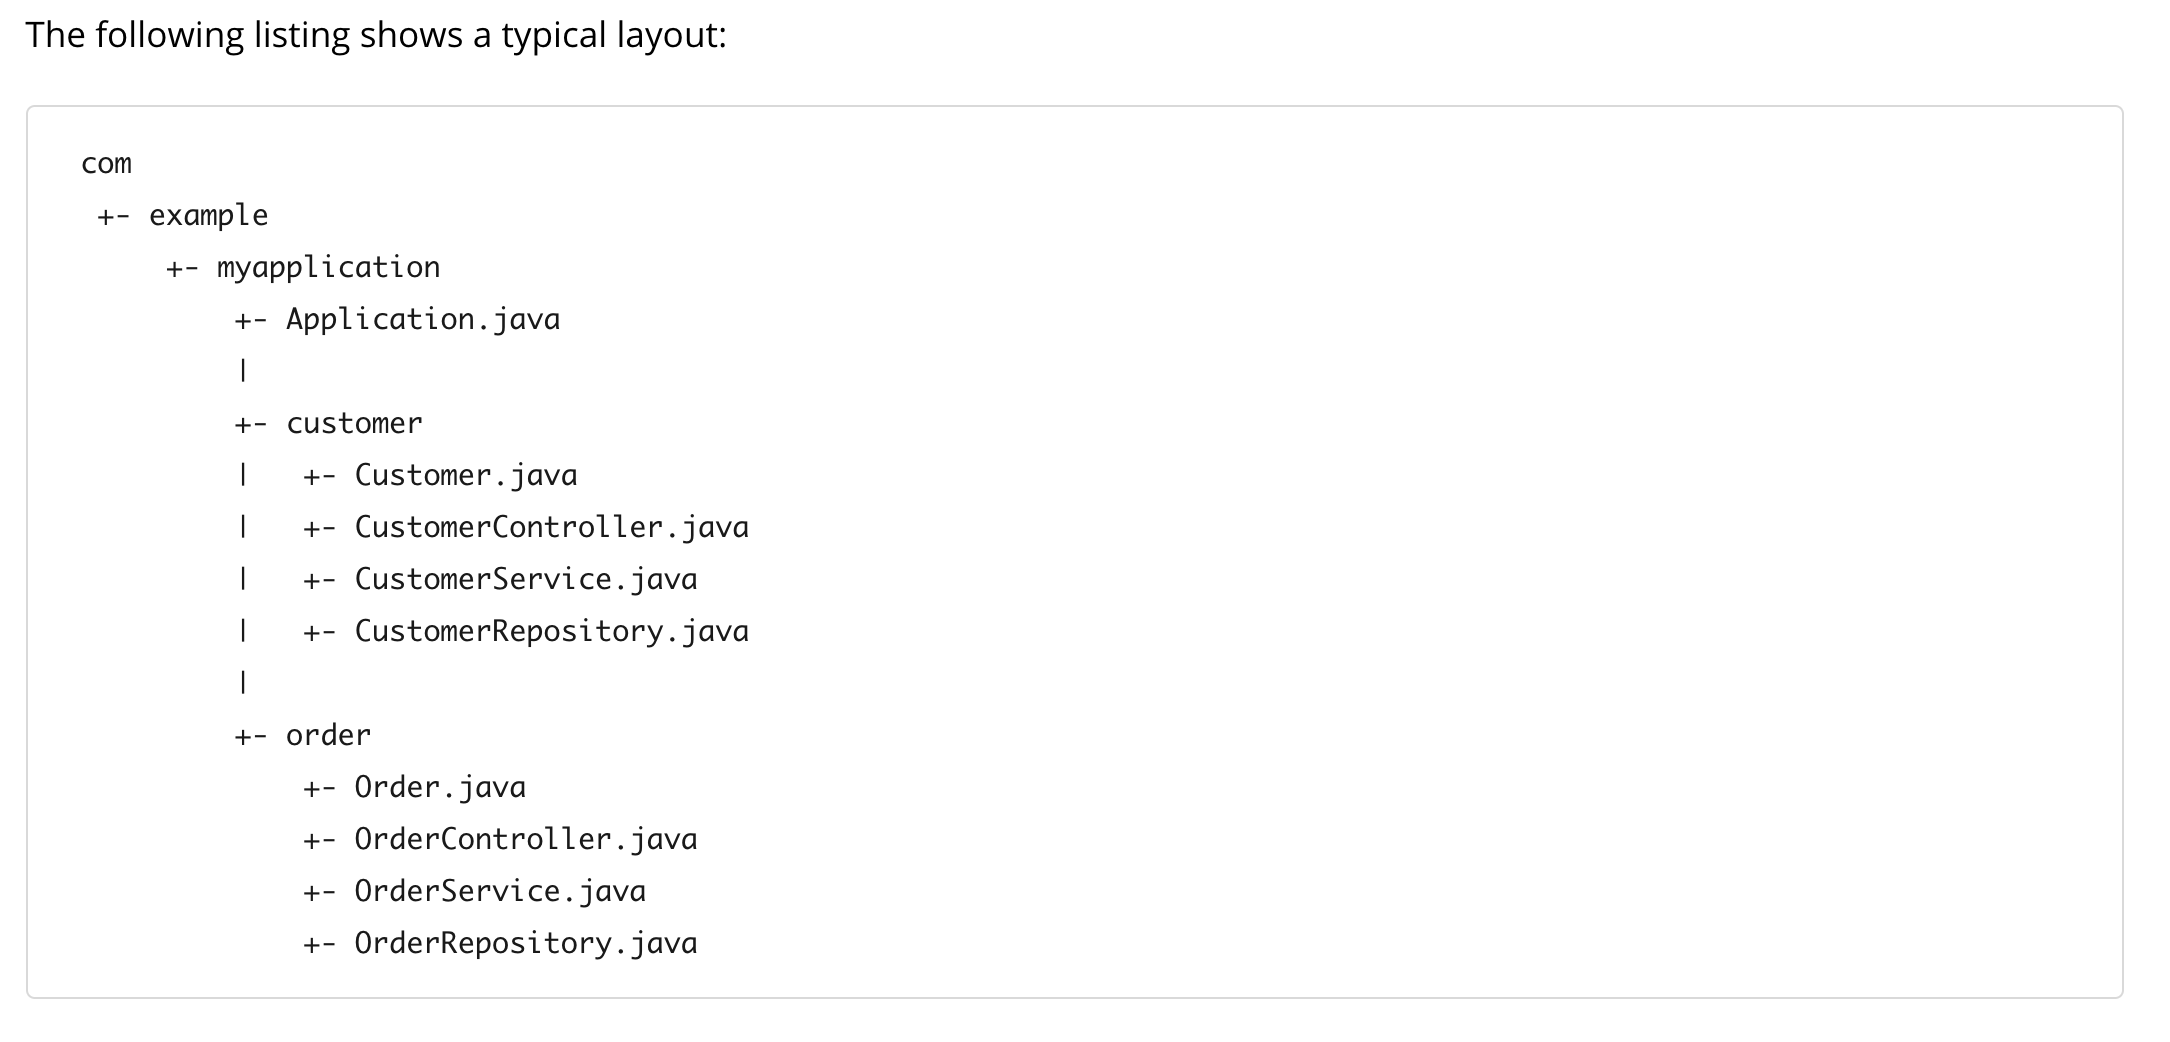 The following listing shows a typical layout:
com
 +- example
     +- myapplication
         +- Application.java
         |
         +- customer
         |   +- Customer.java
         |   +- CustomerController.java
         |   +- CustomerService.java
         |   +- CustomerRepository.java
         |
         +- order
             +- Order.java
             +- OrderController.java
             +- OrderService.java
             +- OrderRepository.java